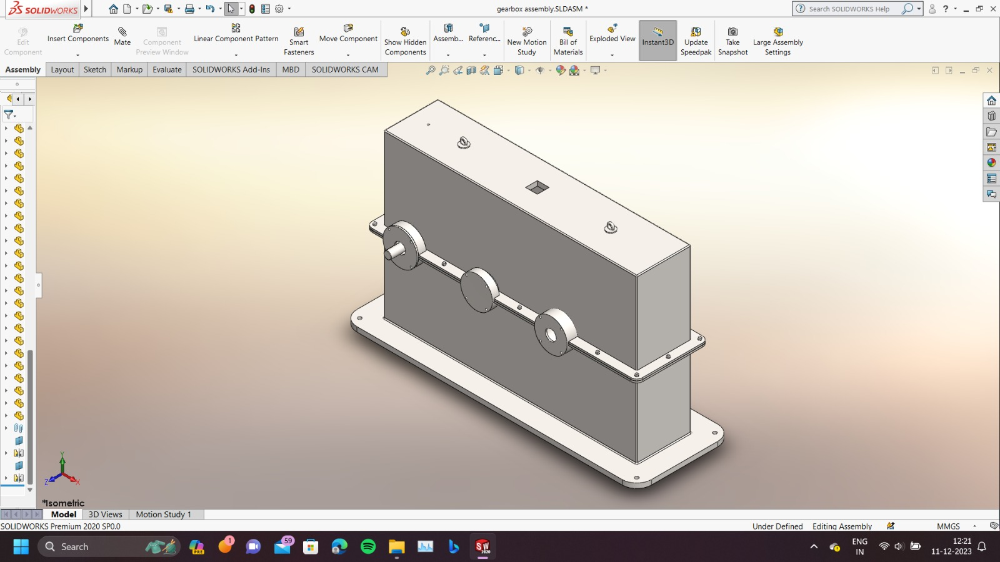 SOLIDWORKS
gearbox assembly.SLDASM *
Search SOLIDWORKS Help
Edit Component
Insert Components
Mate
Component Preview Window
Linear Component Pattern
Smart Fasteners
Move Component
Show Hidden Components
Assemb...
Referenc...
New Motion Study
Bill of Materials
Exploded View
Instant3D
Update Speedpak
Take Snapshot
Large Assembly Settings
Assembly
Layout
Sketch
Markup
Evaluate
SOLIDWORKS Add-Ins
MBD
SOLIDWORKS CAM
Y
Z
X
*Isometric
Model
3D Views
Motion Study 1
SOLIDWORKS Premium 2020 SP0.0
Under Defined
Editing Assembly
MMGS
Search
PRE
1
59
SW
2020
ENG
IN
12:21
11-12-2023